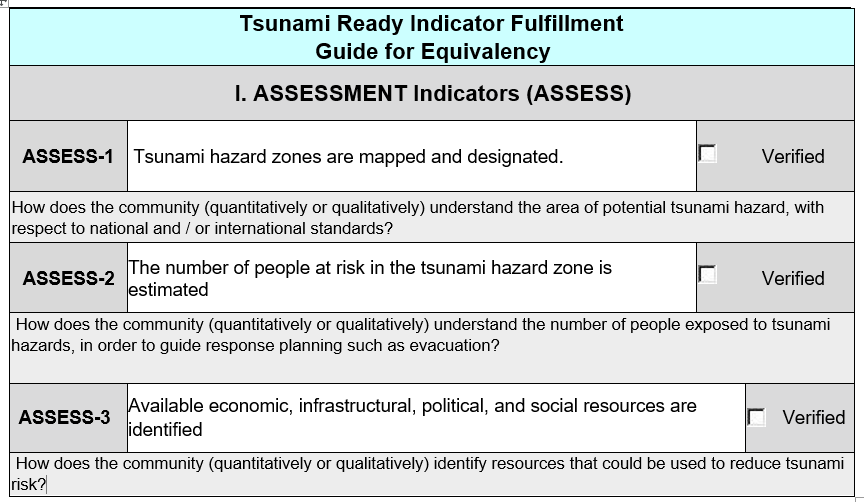 Tsunami Ready Indicator Fulfillment
Guide for Equivalency
I. ASSESSMENT Indicators (ASSESS)
ASSESS-1
Tsunami hazard zones are mapped and designated.
Verified
How does the community (quantitatively or qualitatively) understand the area of potential tsunami hazard, with
respect to national and / or international standards?
ASSESS-2
The number of people at risk in the tsunami hazard zone is
estimated
Verified
How does the community (quantitatively or qualitatively) understand the number of people exposed to tsunami
hazards, in order to guide response planning such as evacuation?
ASSESS-3
Available economic, infrastructural, political, and social resources are
identified
Verified
How does the community (quantitatively or qualitatively) identify resources that could be used to reduce tsunami
risk?